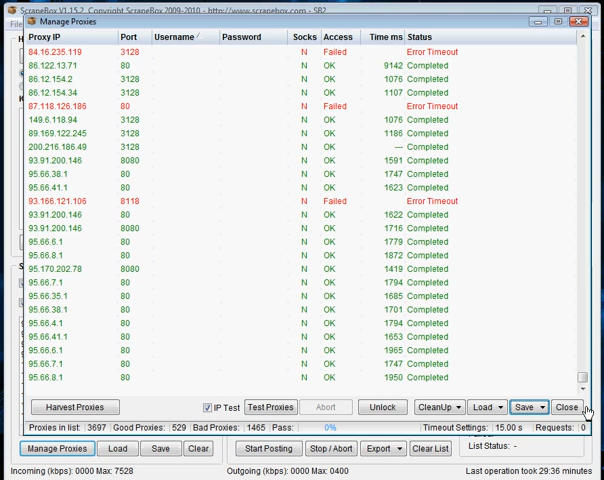 ScrapeBox V1.15.2 Copyright ScrapeBox 2009-2010 - http://www.scrapebox.com - SB2
Manage Proxies
Proxy IP Port Username Password Socks Access Time ms Status
84.16.235.119 3128 N Failed Error Timeout
86.122.13.71 80 N OK 9142 Completed
86.12.154.2 3128 N OK 1076 Completed
86.12.154.34 3128 N OK 1107 Completed
87.118.126.186 80 N Failed Error Timeout
149.6.118.94 3128 N OK 1076 Completed
89.169.122.245 3128 N OK 1186 Completed
200.216.186.49 3128 N OK --- Completed
93.91.200.146 8080 N OK 1591 Completed
95.66.38.1 80 N OK 1747 Completed
95.66.41.1 80 N OK 1623 Completed
93.166.121.106 8118 N Failed Error Timeout
93.91.200.146 80 N OK 1622 Completed
93.91.200.146 8080 N OK 1716 Completed
95.66.6.1 80 N OK 1779 Completed
95.66.8.1 80 N OK 1872 Completed
95.170.202.78 8080 N OK 1419 Completed
95.66.7.1 80 N OK 1794 Completed
95.66.35.1 80 N OK 1685 Completed
95.66.38.1 80 N OK 1701 Completed
95.66.4.1 80 N OK 1794 Completed
95.66.41.1 80 N OK 1653 Completed
95.66.6.1 80 N OK 1965 Completed
95.66.7.1 80 N OK 1747 Completed
95.66.8.1 80 N OK 1950 Completed
Harvest Proxies IP Test Test Proxies Abort Unlock CleanUp Load Save Close
Proxies in list: 3697 Good Proxies: 529 Bad Proxies: 1465 Pass: 0% Timeout Settings: 15.00 s Requests: 0
Manage Proxies Load Save Clear Start Posting Stop / Abort Export Clear List List Status: -
Incoming (kbps): 0000 Max: 7528 Outgoing (kbps): 0000 Max: 0400 Last operation took 29:36 minutes